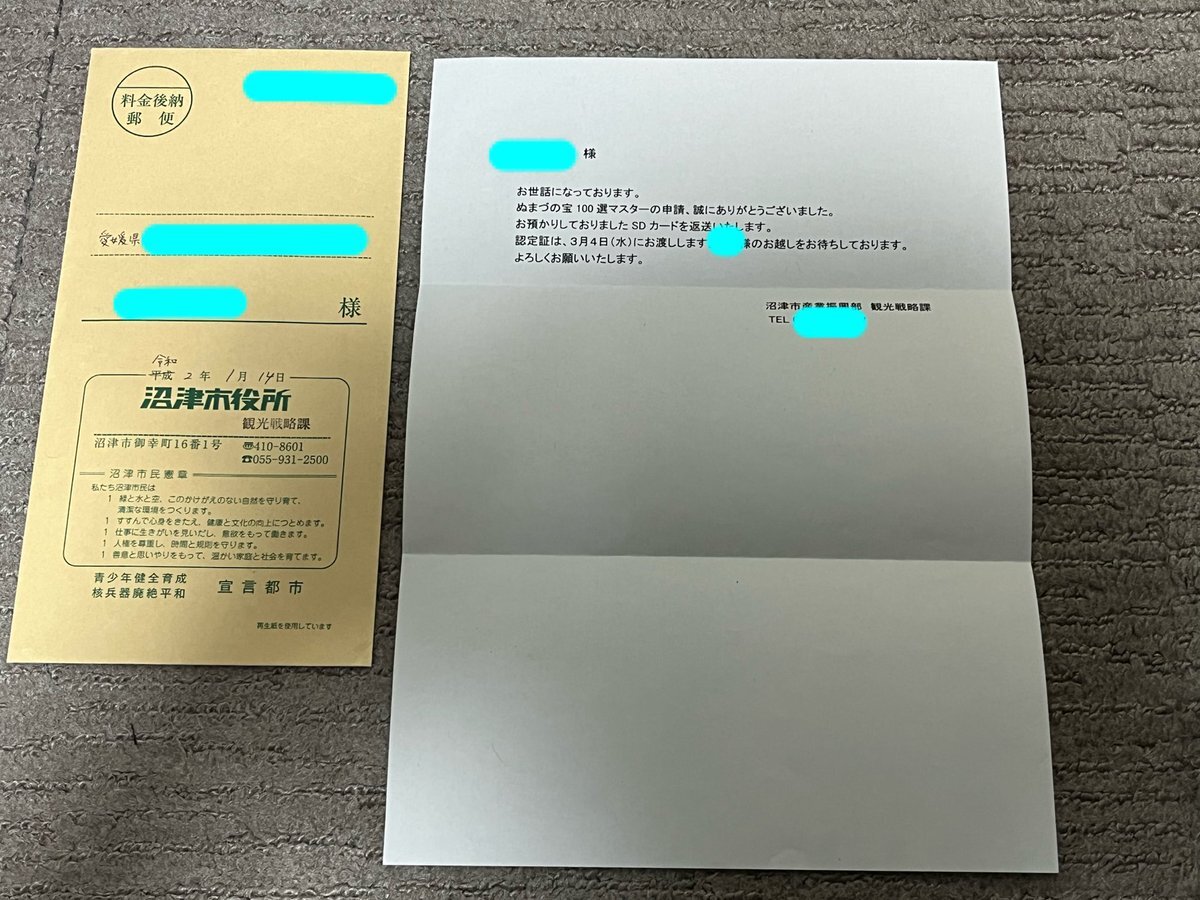 料金後納
郵便
愛媛県
様
令和
平成 2年 1月 14日
沼津市役所
観光戦略課
沼津市御幸町16番1号 〠410-8601
☎055-931-2500
沼津市民憲章
私たち沼津市民は
1 緑と水と空、このかけがえのない自然を守り育て、
清潔な環境をつくります。
1 すすんで心身をきたえ、健康と文化の向上につとめます。
1 仕事に生きがいを見いだし、意欲をもって働きます。
1 人権を尊重し、時間と規則を守ります。
1 善意と思いやりをもって、温かい家庭と社会を育てます。
青少年健全育成
核兵器廃絶平和 宣言都市
再生紙を使用しています
様
お世話になっております。
ぬまづの宝100選マスターの申請、誠にありがとうございました。
お預かりしておりましたSDカードを返送いたします。
認定証は、3月4日(水)にお渡しします 様のお越しをお待ちしております。
よろしくお願いいたします。
沼津市産業振興部 観光戦略課
TEL